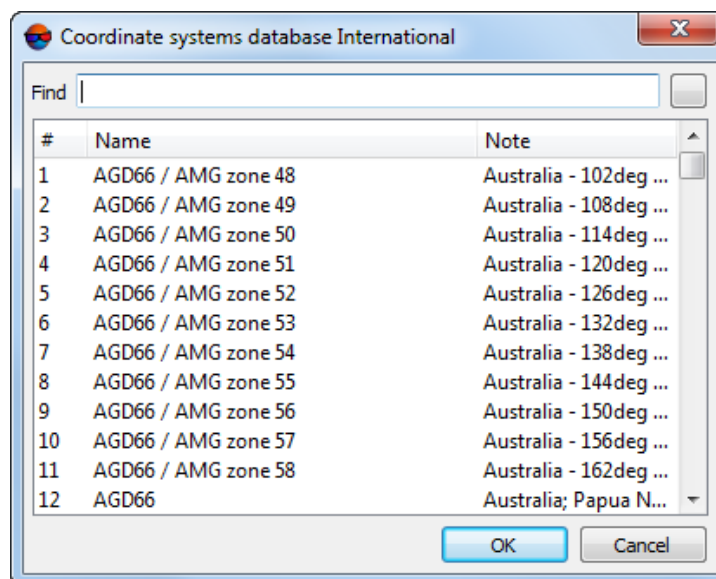 Coordinate systems database International
X
Find
# Name Note
1 AGD66 / AMG zone 48 Australia - 102deg ...
2 AGD66 / AMG zone 49 Australia - 108deg ...
3 AGD66 / AMG zone 50 Australia - 114deg ...
4 AGD66 / AMG zone 51 Australia - 120deg ...
5 AGD66 / AMG zone 52 Australia - 126deg ...
6 AGD66 / AMG zone 53 Australia - 132deg ...
7 AGD66 / AMG zone 54 Australia - 138deg ...
8 AGD66 / AMG zone 55 Australia - 144deg ...
9 AGD66 / AMG zone 56 Australia - 150deg ...
10 AGD66 / AMG zone 57 Australia - 156deg ...
11 AGD66 / AMG zone 58 Australia - 162deg ...
12 AGD66 Australia; Papua N...
OK Cancel